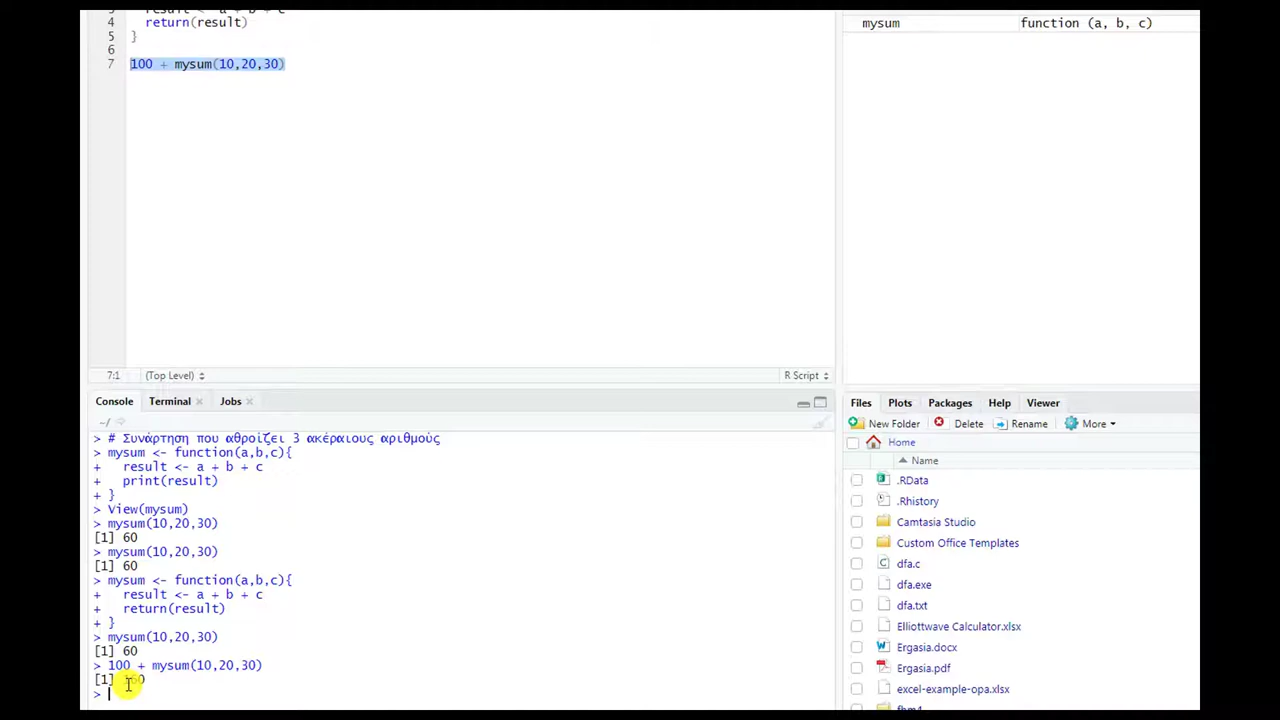 3 result <- a + b + c
4 return(result)
5 }
6
7 100 + mysum(10,20,30)
7:1 (Top Level) R Script
Console Terminal Jobs
~/
> # Συνάρτηση που αθροίζει 3 ακέραιους αριθμούς
> mysum <- function(a,b,c){
+ result <- a + b + c
+ print(result)
+ }
> View(mysum)
> mysum(10,20,30)
[1] 60
> mysum(10,20,30)
[1] 60
> mysum <- function(a,b,c){
+ result <- a + b + c
+ return(result)
+ }
> mysum(10,20,30)
[1] 60
> 100 + mysum(10,20,30)
[1] 160
>
mysum function (a, b, c)
Files Plots Packages Help Viewer
New Folder Delete Rename More
Home
Name
.RData
.Rhistory
Camtasia Studio
Custom Office Templates
dfa.c
dfa.exe
dfa.txt
Elliottwave Calculator.xlsx
Ergasia.docx
Ergasia.pdf
excel-example-opa.xlsx